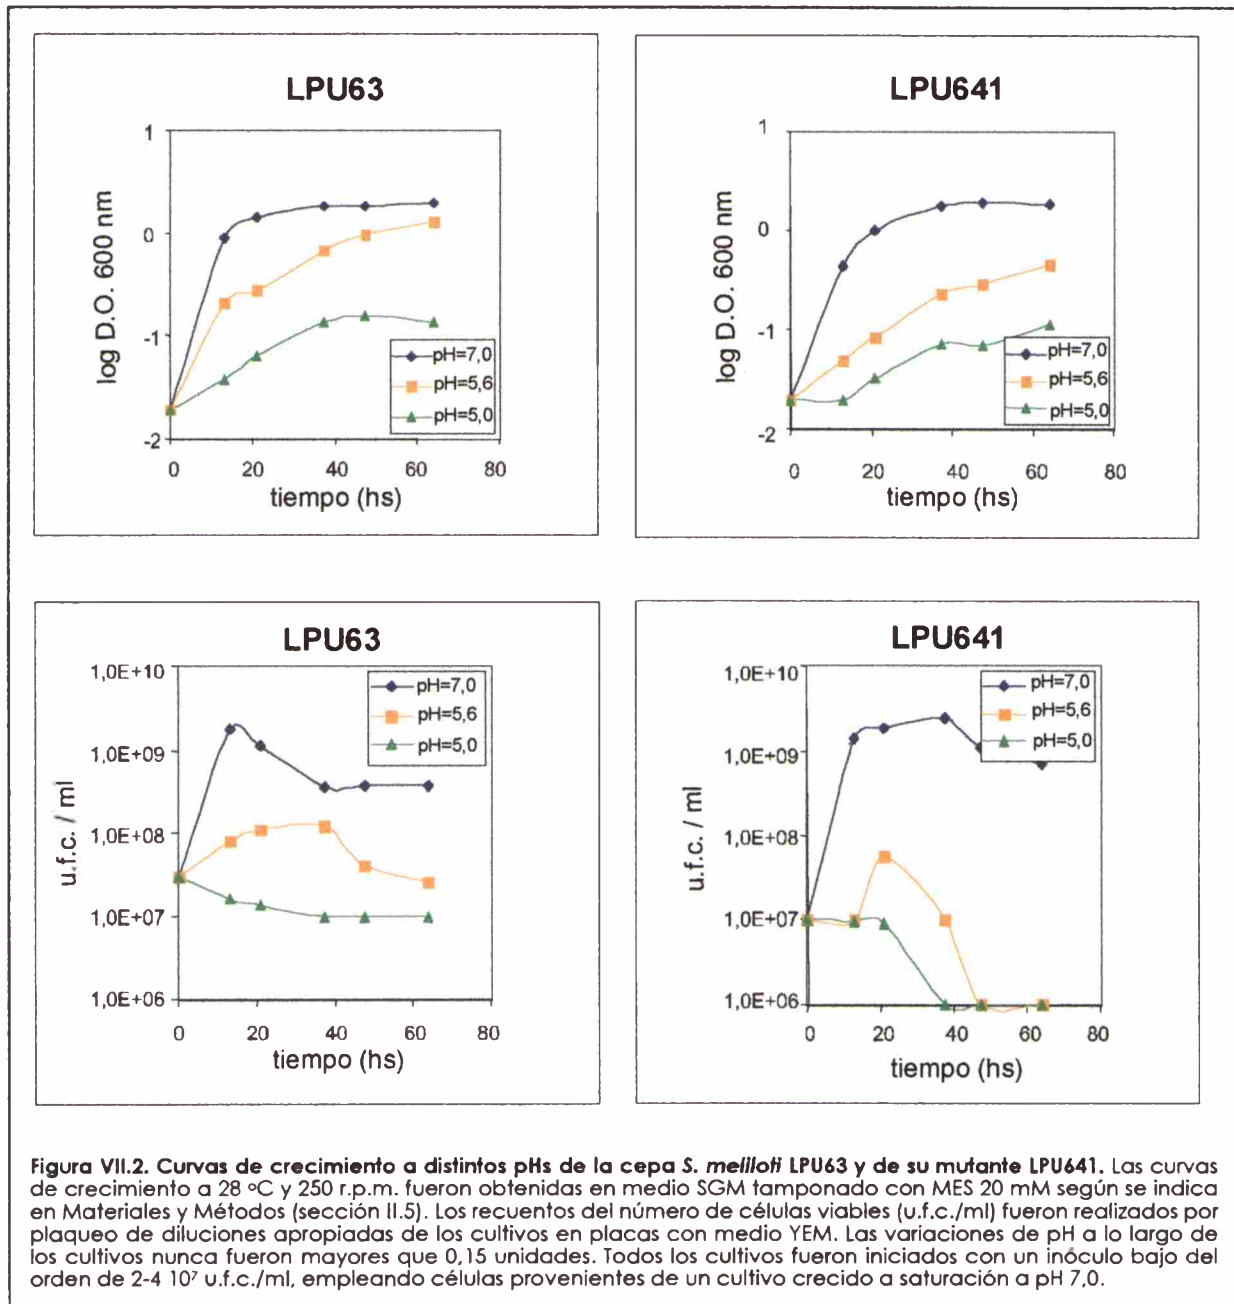 LPU63
1
0
-1
-2
log D.O. 600 nm
0 20 40 60 80
tiempo (hs)
pH=7,0
pH=5,6
pH=5,0
LPU641
1
0
-1
-2
log D.O. 600 nm
0 20 40 60 80
tiempo (hs)
pH=7,0
pH=5,6
pH=5,0
LPU63
1,0E+10
1,0E+09
1,0E+08
1,0E+07
1,0E+06
u.f.c. / ml
0 20 40 60 80
tiempo (hs)
pH=7,0
pH=5,6
pH=5,0
LPU641
1,0E+10
1,0E+09
1,0E+08
1,0E+07
1,0E+06
u.f.c. / ml
0 20 40 60 80
tiempo (hs)
pH=7,0
pH=5,6
pH=5,0
Figura VII.2. Curvas de crecimiento a distintos pHs de la cepa S. meliloti LPU63 y de su mutante LPU641. Las curvas
de crecimiento a 28 ºC y 250 r.p.m. fueron obtenidas en medio SGM tamponado con MES 20 mM según se indica
en Materiales y Métodos (sección II.5). Los recuentos del número de células viables (u.f.c./ml) fueron realizados por
plaqueo de diluciones apropiadas de los cultivos en placas con medio YEM. Las variaciones de pH a lo largo de
los cultivos nunca fueron mayores que 0,15 unidades. Todos los cultivos fueron iniciados con un inóculo bajo del
orden de 2-4 10⁷ u.f.c./ml, empleando células provenientes de un cultivo crecido a saturación a pH 7,0.